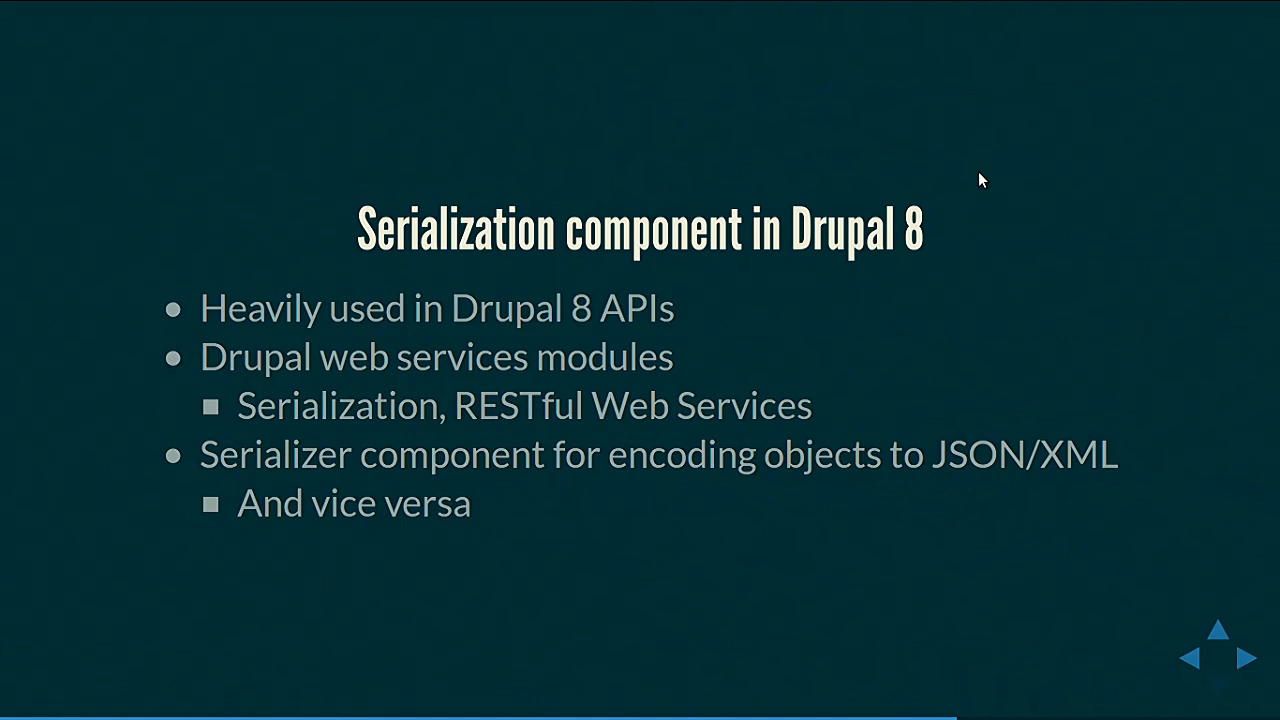 Serialization component in Drupal 8
Heavily used in Drupal 8 APIs
Drupal web services modules
Serialization, RESTful Web Services
Serializer component for encoding objects to JSON/XML
And vice versa